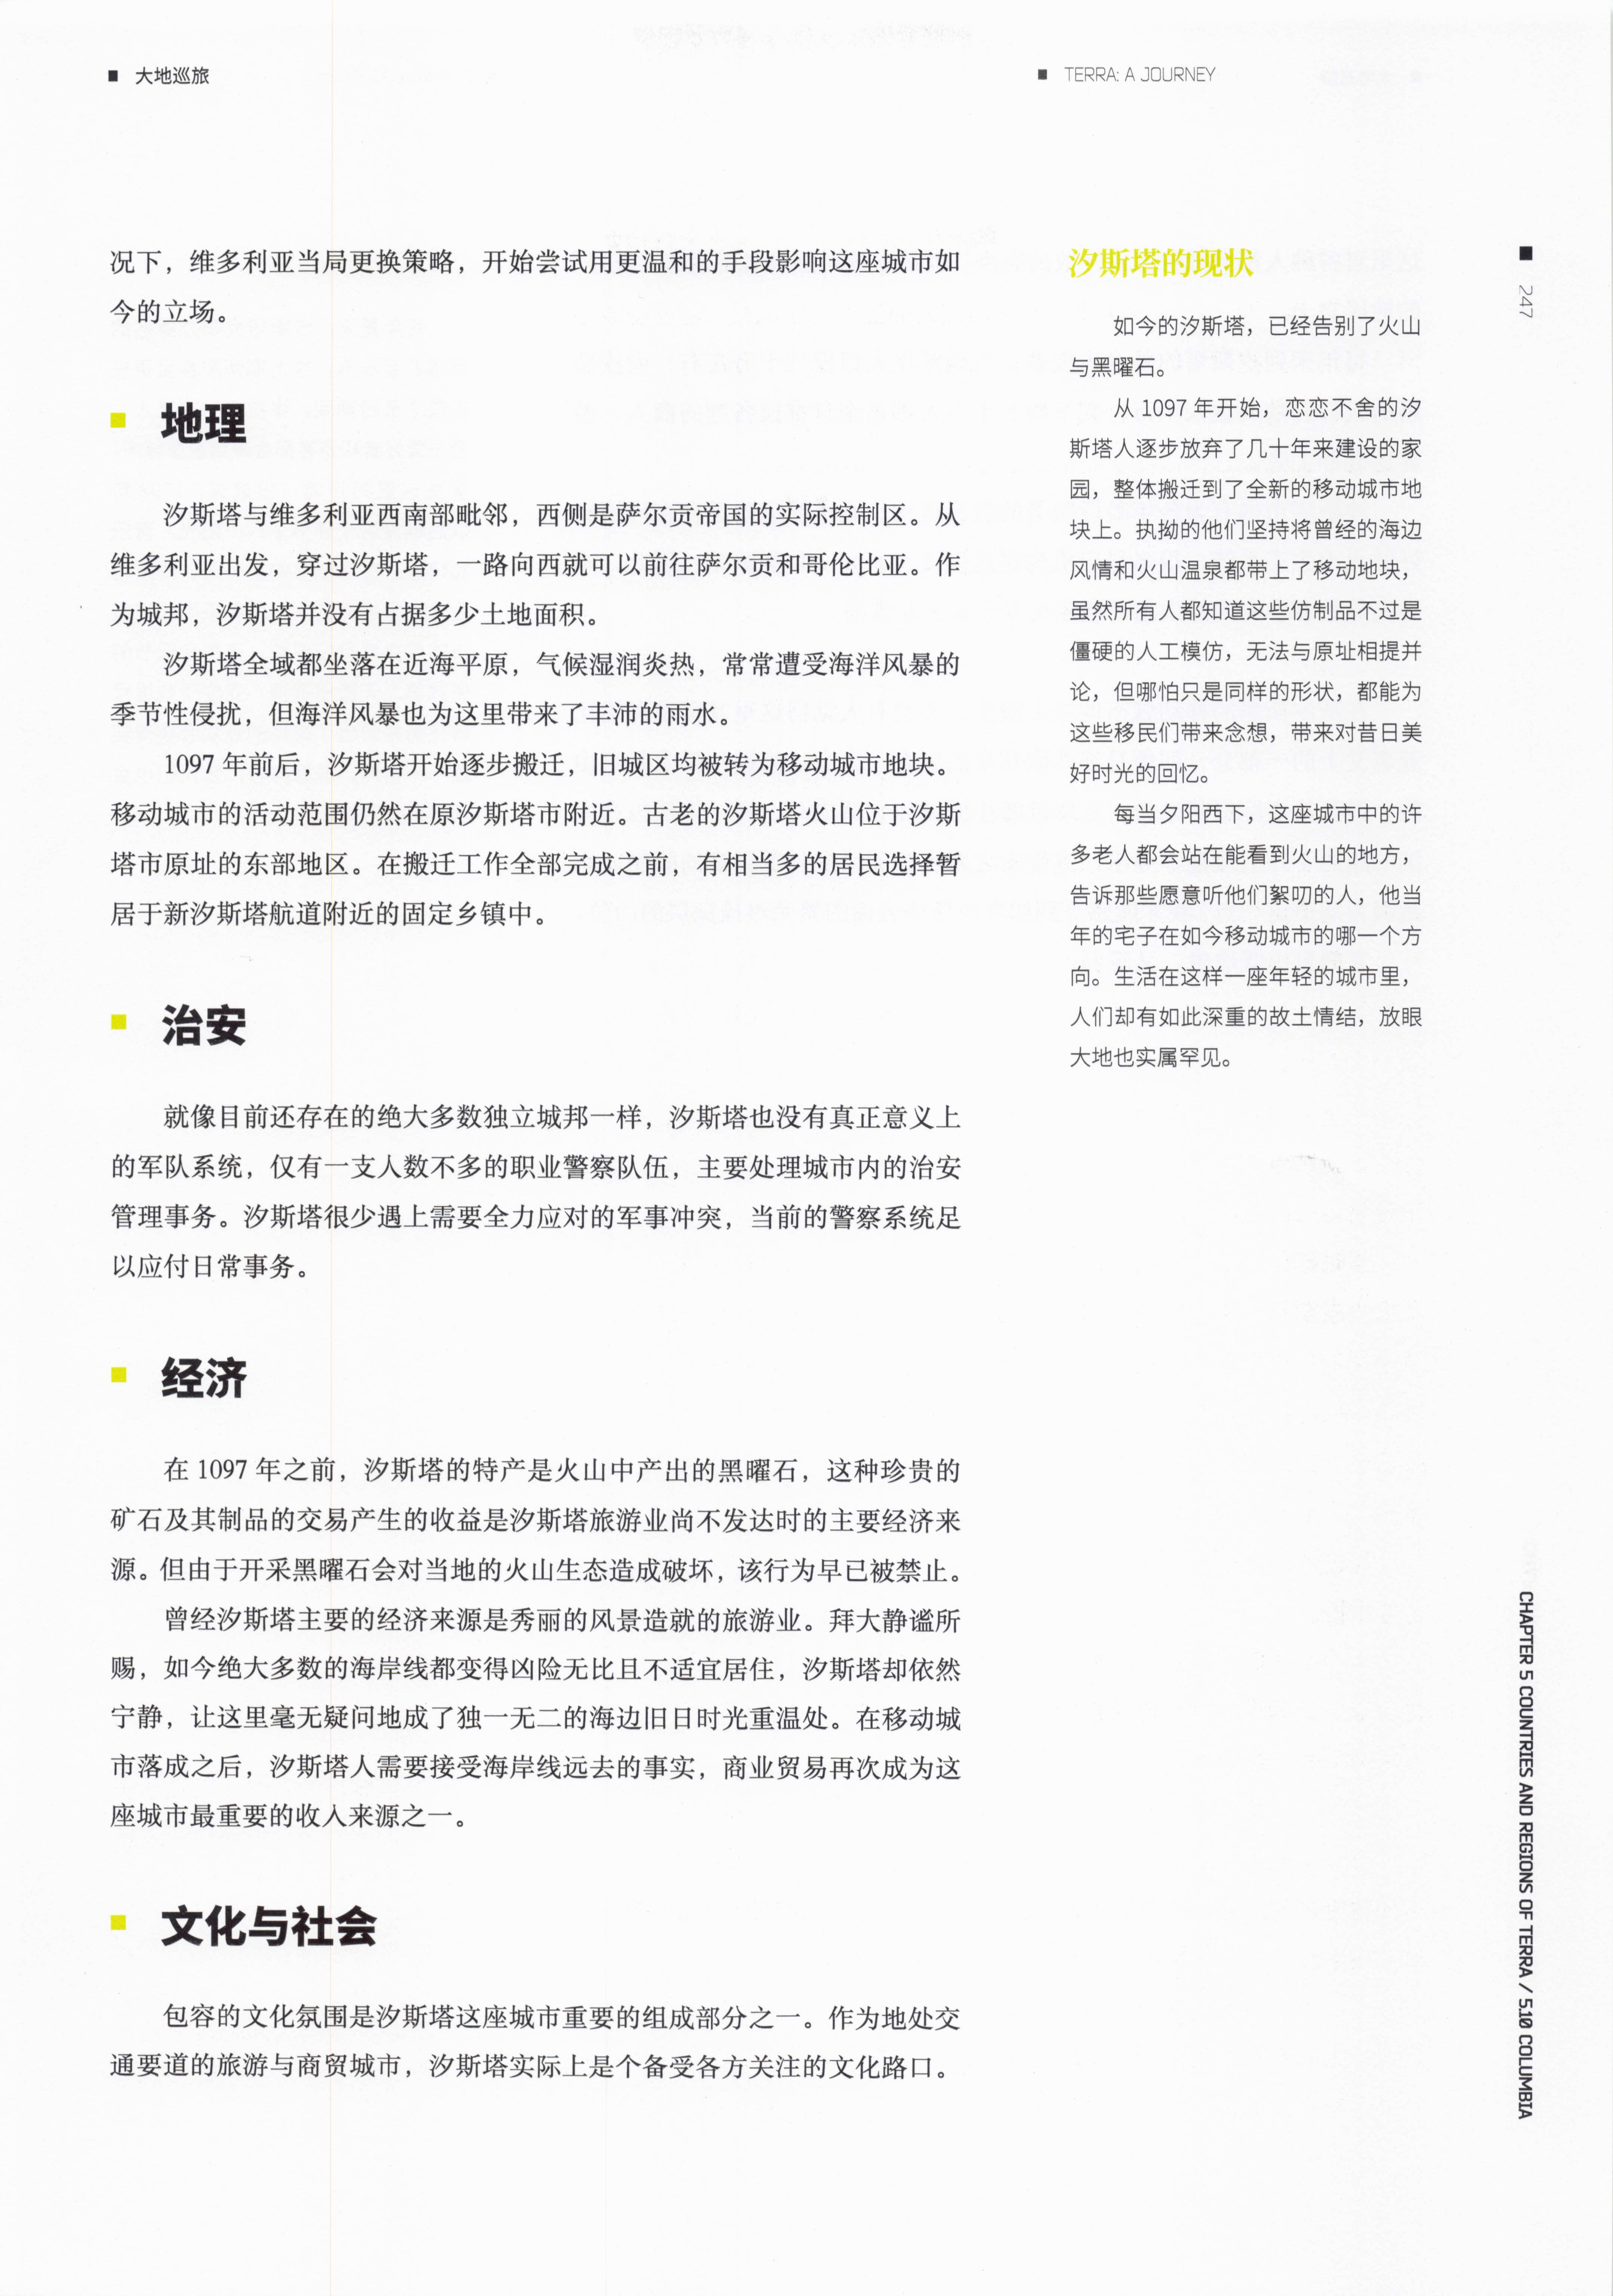 大地巡旅
TERRA: A JOURNEY
况下，维多利亚当局更换策略，开始尝试用更温和的手段影响这座城市如
今的立场。
地理
汐斯塔与维多利亚西南部毗邻，西侧是萨尔贡帝国的实际控制区。从
维多利亚出发，穿过汐斯塔，一路向西就可以前往萨尔贡和哥伦比亚。作
为城邦，汐斯塔并没有占据多少土地面积。
汐斯塔全域都坐落在近海平原，气候湿润炎热，常常遭受海洋风暴的
季节性侵扰，但海洋风暴也为这里带来了丰沛的雨水。
1097 年前后，汐斯塔开始逐步搬迁，旧城区均被转为移动城市地块。
移动城市的活动范围仍然在原汐斯塔市附近。古老的汐斯塔火山位于汐斯
塔市原址的东部地区。在搬迁工作全部完成之前，有相当多的居民选择暂
居于新汐斯塔航道附近的固定乡镇中。
治安
就像目前还存在的绝大多数独立城邦一样，汐斯塔也没有真正意义上
的军队系统，仅有一支人数不多的职业警察队伍，主要处理城市内的治安
管理事务。汐斯塔很少遇上需要全力应对的军事冲突，当前的警察系统足
以应付日常事务。
经济
在 1097 年之前，汐斯塔的特产是火山中产出的黑曜石，这种珍贵的
矿石及其制品的交易产生的收益是汐斯塔旅游业尚不发达时的主要经济来
源。但由于开采黑曜石会对当地的火山生态造成破坏，该行为早已被禁止。
曾经汐斯塔主要的经济来源是秀丽的风景造就的旅游业。拜大静谧所
赐，如今绝大多数的海岸线都变得凶险无比且不适宜居住，汐斯塔却依然
宁静，让这里毫无疑问地成了独一无二的海边旧日时光重温处。在移动城
市落成之后，汐斯塔人需要接受海岸线远去的事实，商业贸易再次成为这
座城市最重要的收入来源之一。
文化与社会
包容的文化氛围是汐斯塔这座城市重要的组成部分之一。作为地处交
通要道的旅游与商贸城市，汐斯塔实际上是个备受各方关注的文化路口。
汐斯塔的现状
如今的汐斯塔，已经告别了火山
与黑曜石。
从 1097 年开始，恋恋不舍的汐
斯塔人逐步放弃了几十年来建设的家
园，整体搬迁到了全新的移动城市地
块上。执拗的他们坚持将曾经的海边
风情和火山温泉都带上了移动地块，
虽然所有人都知道这些仿制品不过是
僵硬的人工模仿，无法与原址相提并
论，但哪怕只是同样的形状，都能为
这些移民们带来念想，带来对昔日美
好时光的回忆。
每当夕阳西下，这座城市中的许
多老人都会站在能看到火山的地方，
告诉那些愿意听他们絮叨的人，他当
年的宅子在如今移动城市的哪一个方
向。生活在这样一座年轻的城市里，
人们却有如此深重的故土情结，放眼
大地也实属罕见。
247
CHAPTER 5 COUNTRIES AND REGIONS OF TERRA / 5.10 COLUMBIA